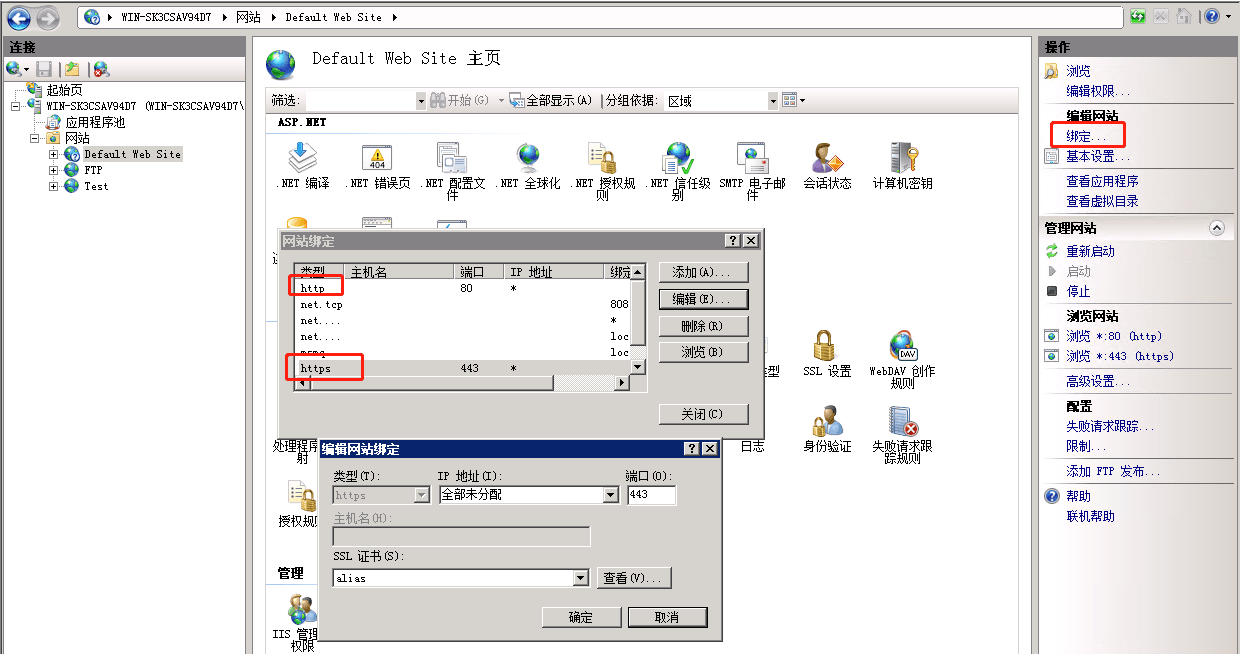 WIN-SK3CSAV94D7 网站 Default Web Site
连接
起始页
WIN-SK3CSAV94D7 (WIN-SK3CSAV94D7\
应用程序池
网站
Default Web Site
FTP
Test
Default Web Site 主页
筛选: 开始(G) 全部显示(A) 分组依据: 区域
ASP.NET
.NET 编译
.NET 错误页
.NET 配置文件
.NET 全球化
.NET 授权规则
.NET 信任级别
SMTP 电子邮件
会话状态
计算机密钥
网站绑定
类型 主机名 端口 IP 地址 绑定
http 80 *
net.tcp 808
net.... *
net.... loc
loc
https 443 *
添加(A)...
编辑(E)...
删除(R)
浏览(B)
关闭(C)
类型
SSL 设置
WebDAV 创作规则
处理程序
射
日志
身份验证
失败请求跟踪规则
授权规则
编辑网站绑定
类型(T): IP 地址(I): 端口(O):
https 全部未分配 443
主机名(H):
SSL 证书(S):
alias 查看(V)...
确定 取消
管理
IIS 管理
权限
操作
浏览
编辑权限...
编辑网站
绑定...
基本设置...
查看应用程序
查看虚拟目录
管理网站
重新启动
启动
停止
浏览网站
浏览 *:80 (http)
浏览 *:443 (https)
高级设置...
配置
失败请求跟踪...
限制...
添加 FTP 发布...
帮助
联机帮助